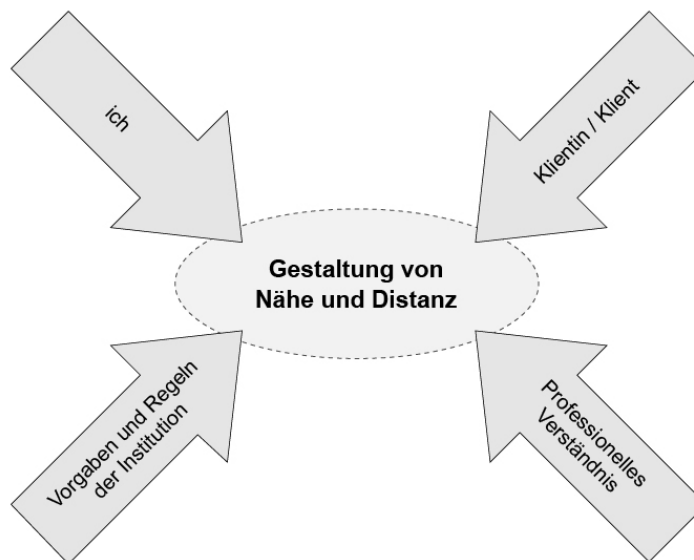 ich
Klientin / Klient
Gestaltung von
Nähe und Distanz
Vorgaben und Regeln
der Institution
Professionelles
Verständnis